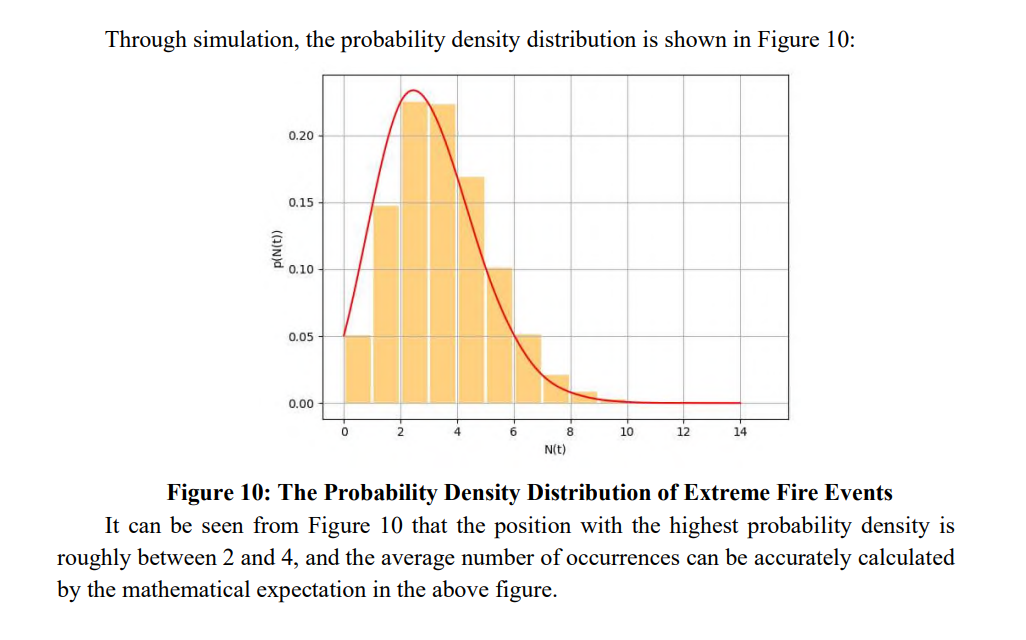 Through simulation, the probability density distribution is shown in Figure 10:
0.20
0.15
0.10
0.05
0.00
p(N(t))
0 2 4 6 8 10 12 14
N(t)
Figure 10: The Probability Density Distribution of Extreme Fire Events
It can be seen from Figure 10 that the position with the highest probability density is
roughly between 2 and 4, and the average number of occurrences can be accurately calculated
by the mathematical expectation in the above figure.